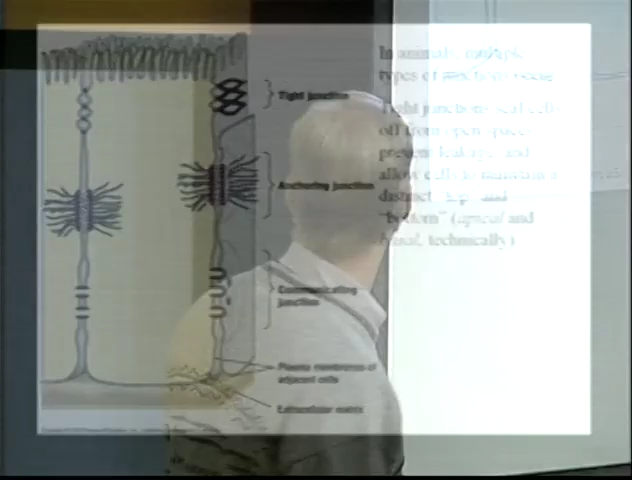 In animals, multiple
types of junctions occur.
Tight junctions seal cells
off from open spaces,
prevent leakage, and
allow cells to maintain a
distinct "top" and
"bottom" (apical and
basal, technically)
Tight junction
Anchoring junction
Communicating
junction
Plasma membranes of
adjacent cells
Extracellular matrix